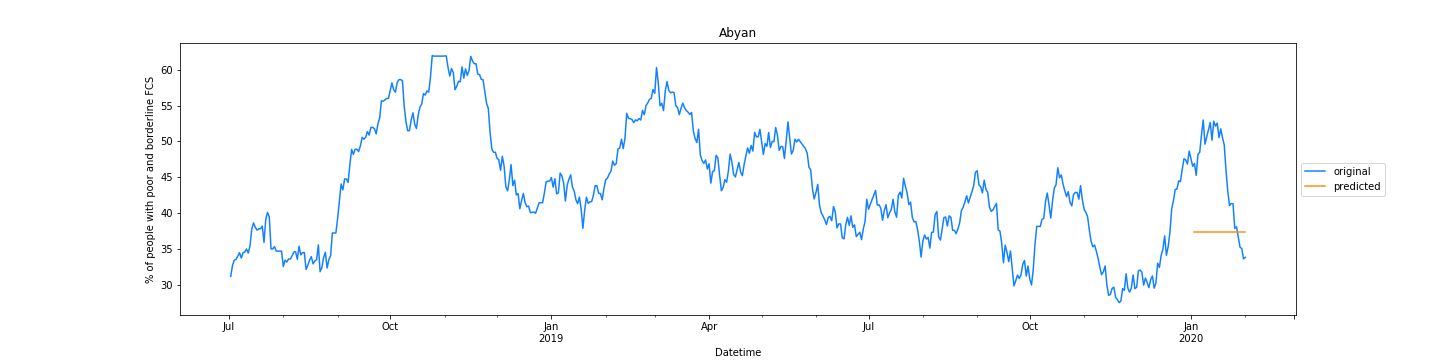 Abyan
% of people with poor and borderline FCS
60
55
50
45
40
35
30
Jul
Oct
Jan
2019
Apr
Jul
Oct
Jan
2020
Datetime
original
predicted